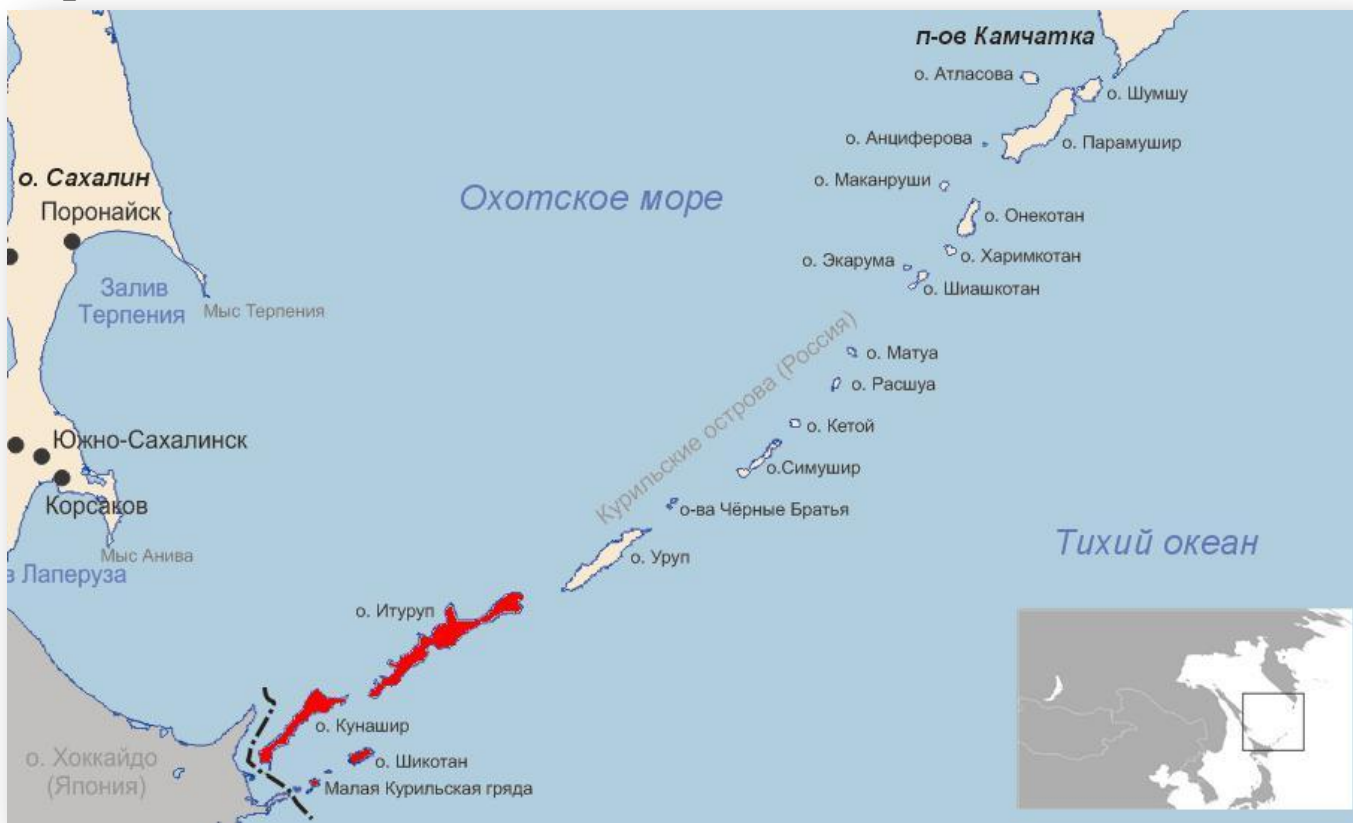 п-ов Камчатка
о. Атласова
о. Шумшу
о. Анциферова
о. Парамушир
о. Сахалин
Поронайск
Охотское море
о. Маканруши
о. Онекотан
о. Экарума
о. Харимкотан
о. Шиашкотан
Залив
Терпения
Мыс Терпения
Курильские острова (Россия)
о. Матуа
о. Расшуа
о. Кетой
о.Симушир
Южно-Сахалинск
Корсаков
о-ва Чёрные Братья
Мыс Анива
Тихий океан
о. Уруп
в Лаперуза
о. Итуруп
о. Кунашир
о. Хоккайдо
(Япония)
о. Шикотан
Малая Курильская гряда